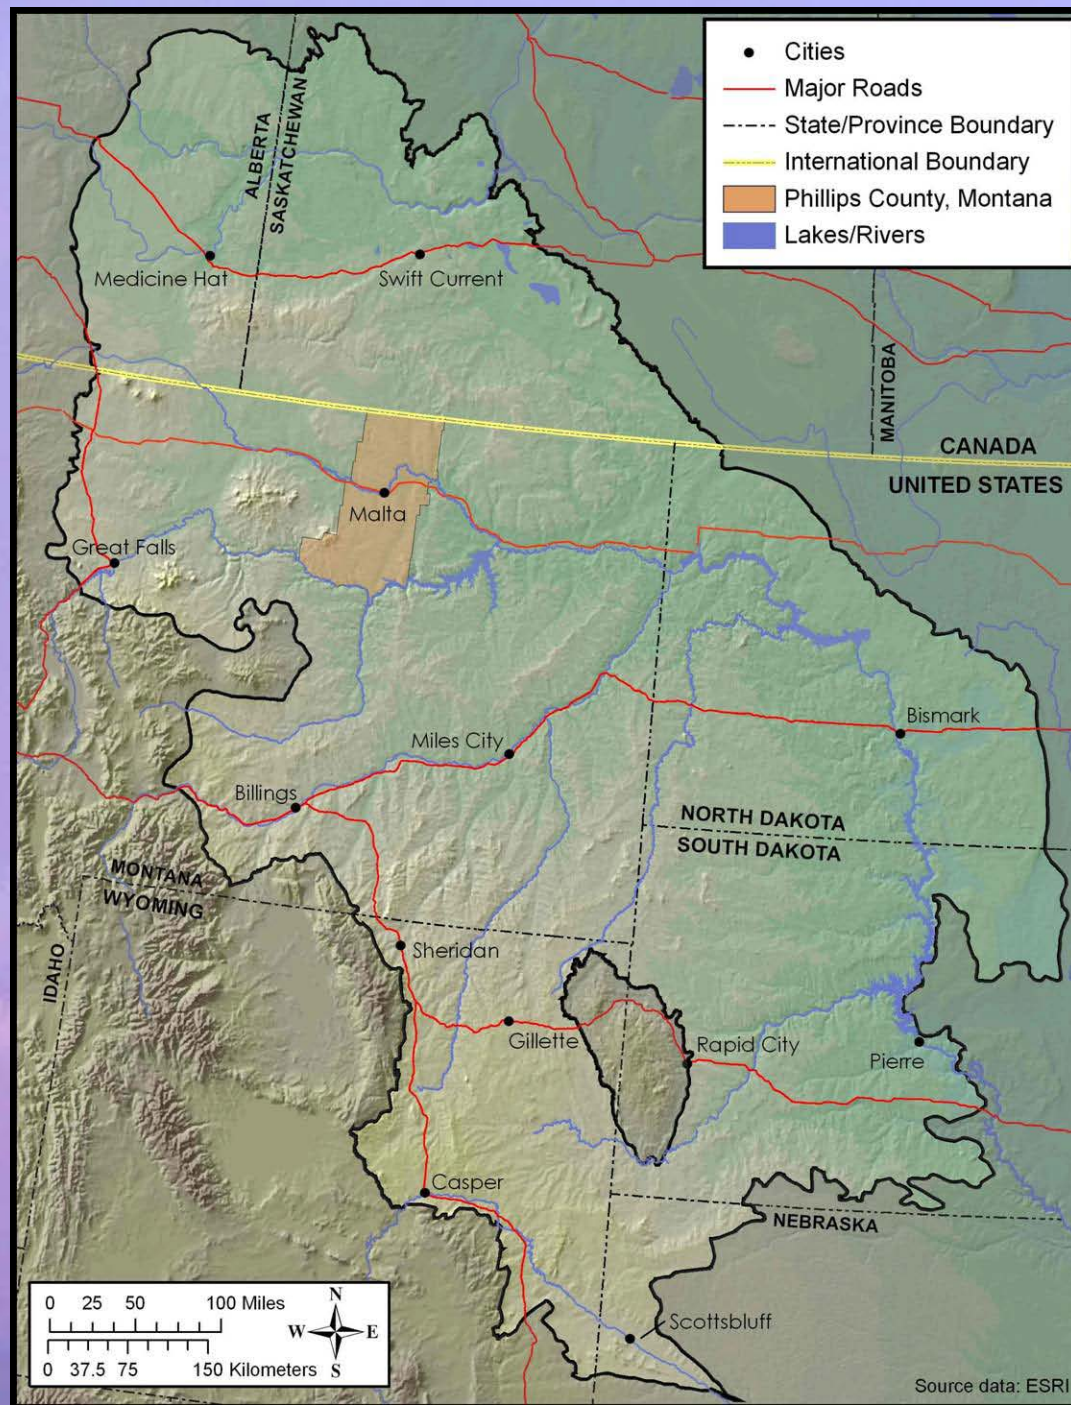 Cities
Major Roads
State/Province Boundary
International Boundary
Phillips County, Montana
Lakes/Rivers
ALBERTA
SASKATCHEWAN
Medicine Hat
Swift Current
MANITOBA
CANADA
UNITED STATES
Malta
Great Falls
Bismark
Miles City
Billings
NORTH DAKOTA
SOUTH DAKOTA
MONTANA
WYOMING
IDAHO
Sheridan
Gillette
Rapid City
Pierre
Casper
NEBRASKA
Scottsbluff
0 25 50 100 Miles
0 37.5 75 150 Kilometers
N
W E
S
Source data: ESRI